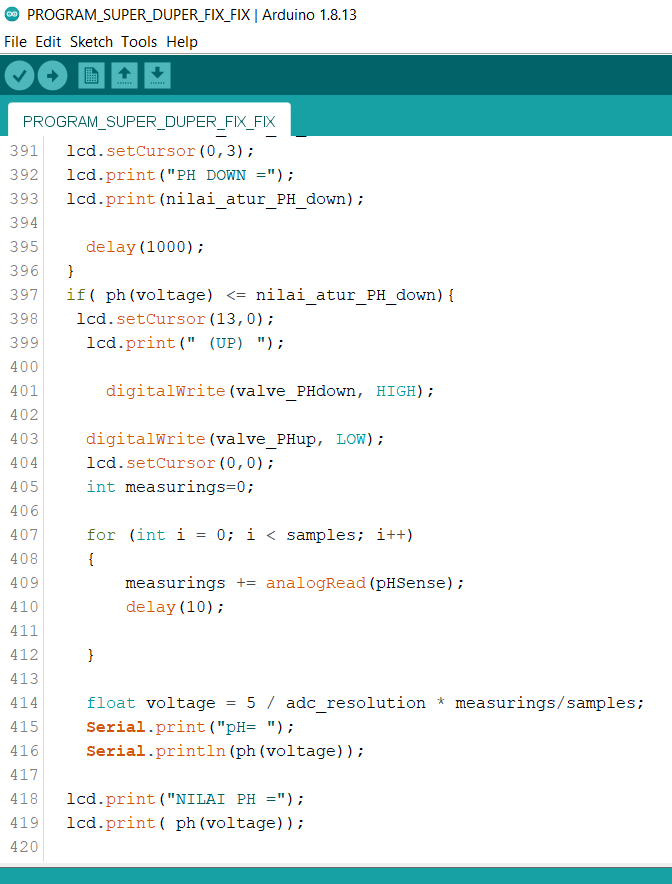 PROGRAM_SUPER_DUPER_FIX_FIX | Arduino 1.8.13
File Edit Sketch Tools Help
PROGRAM_SUPER_DUPER_FIX_FIX
391 lcd.setCursor(0,3);
392 lcd.print("PH DOWN =");
393 lcd.print(nilai_atur_PH_down);
394
395 delay(1000);
396 }
397 if( ph(voltage) <= nilai_atur_PH_down){
398 lcd.setCursor(13,0);
399 lcd.print(" (UP) ");
400
401 digitalWrite(valve_PHdown, HIGH);
402
403 digitalWrite(valve_PHup, LOW);
404 lcd.setCursor(0,0);
405 int measurings=0;
406
407 for (int i = 0; i < samples; i++)
408 {
409 measurings += analogRead(pHSense);
410 delay(10);
411
412 }
413
414 float voltage = 5 / adc_resolution * measurings/samples;
415 Serial.print("pH= ");
416 Serial.println(ph(voltage));
417
418 lcd.print("NILAI PH =");
419 lcd.print( ph(voltage));
420